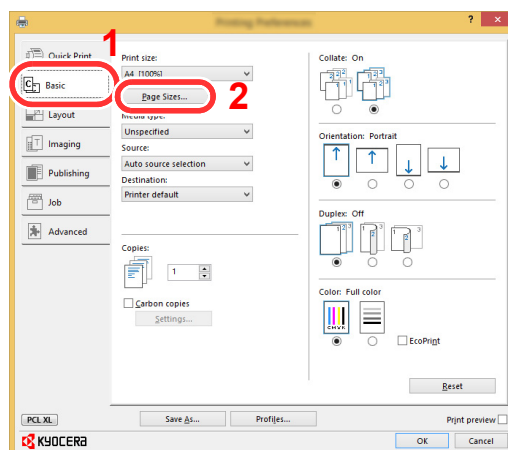 Printing Preferences
?
×
1
Quick Print
Basic
Layout
Imaging
Publishing
Job
Advanced
Print size:
A4 [100%]
Page Sizes...
2
Media type:
Unspecified
Source:
Auto source selection
Destination:
Printer default
Copies:
1
Carbon copies
Settings...
Collate: On
Orientation: Portrait
Duplex: Off
Color: Full color
CMYK
EcoPrint
Reset
PCL XL
Save As...
Profiles...
Print preview
KYOCERA
OK
Cancel